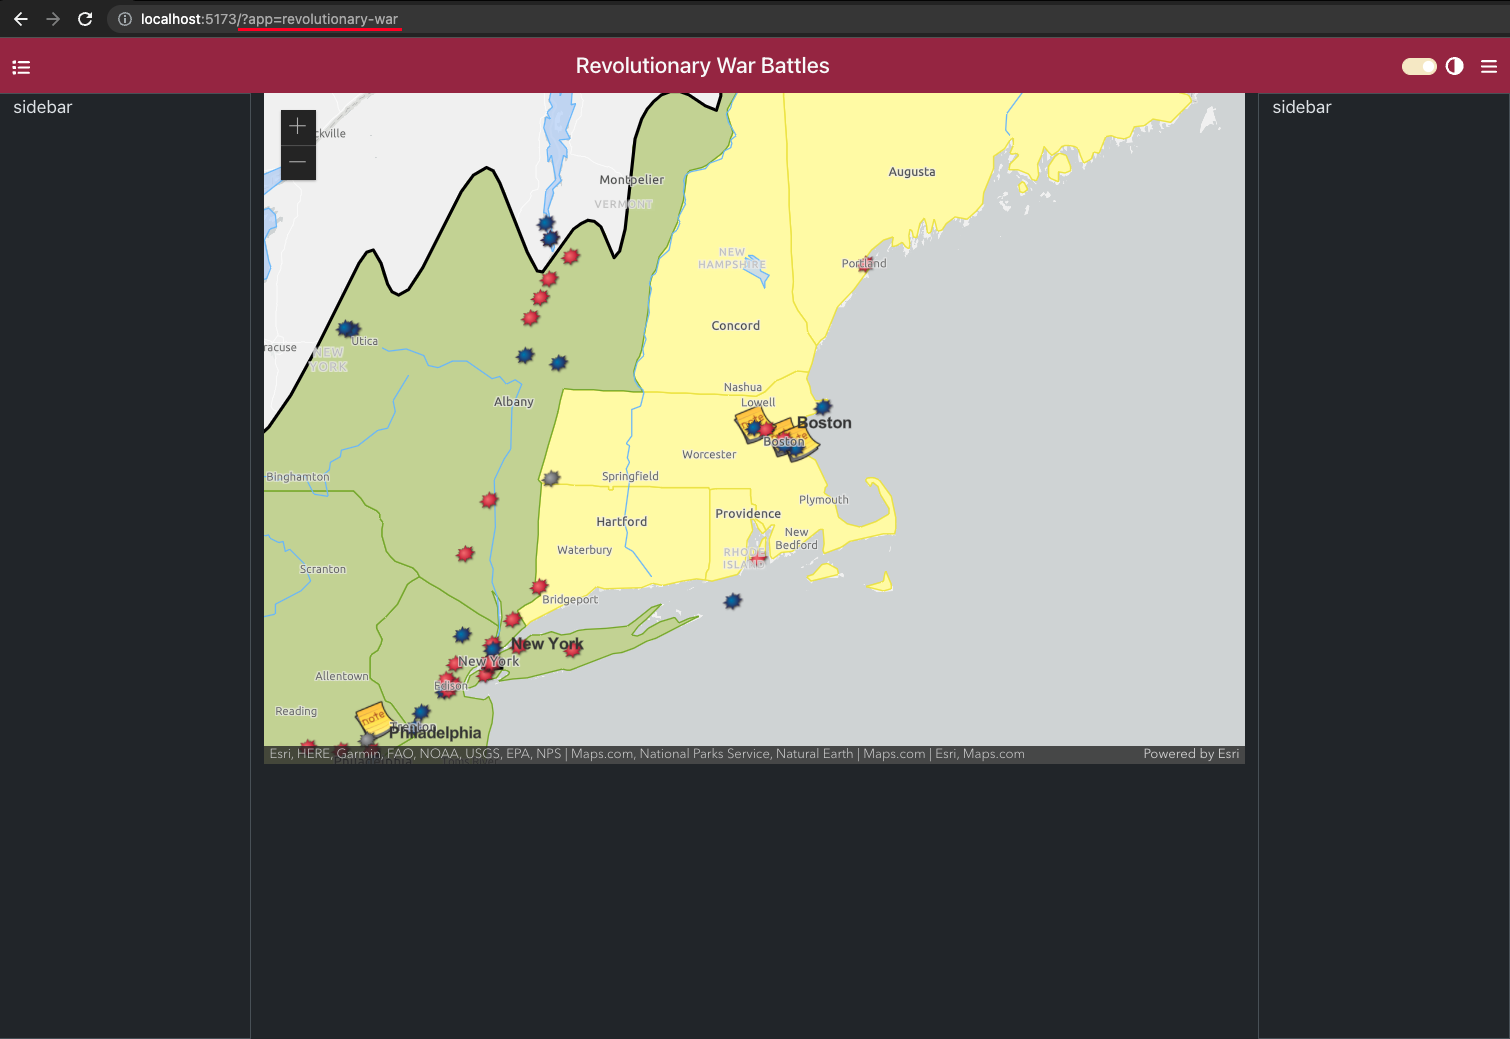 localhost:5173/?app=revolutionary-war
Revolutionary War Battles
sidebar
sidebar
ckville
Montpelier
VERMONT
Augusta
NEW
HAMPSHIRE
Portland
Concord
Utica
racuse
NEW
YORK
Nashua
Albany
Lowell
note
Boston
Boston
Worcester
Binghamton
Springfield
Plymouth
Hartford
Providence
New
Bedford
Waterbury
RHODE
ISLAND
Scranton
Bridgeport
New York
New York
Allentown
Edison
Reading
note
Trenton
Philadelphia
Esri, HERE, Garmin, FAO, NOAA, USGS, EPA, NPS | Maps.com, National Parks Service, Natural Earth | Maps.com | Esri, Maps.com
Powered by Esri
Philadelphia